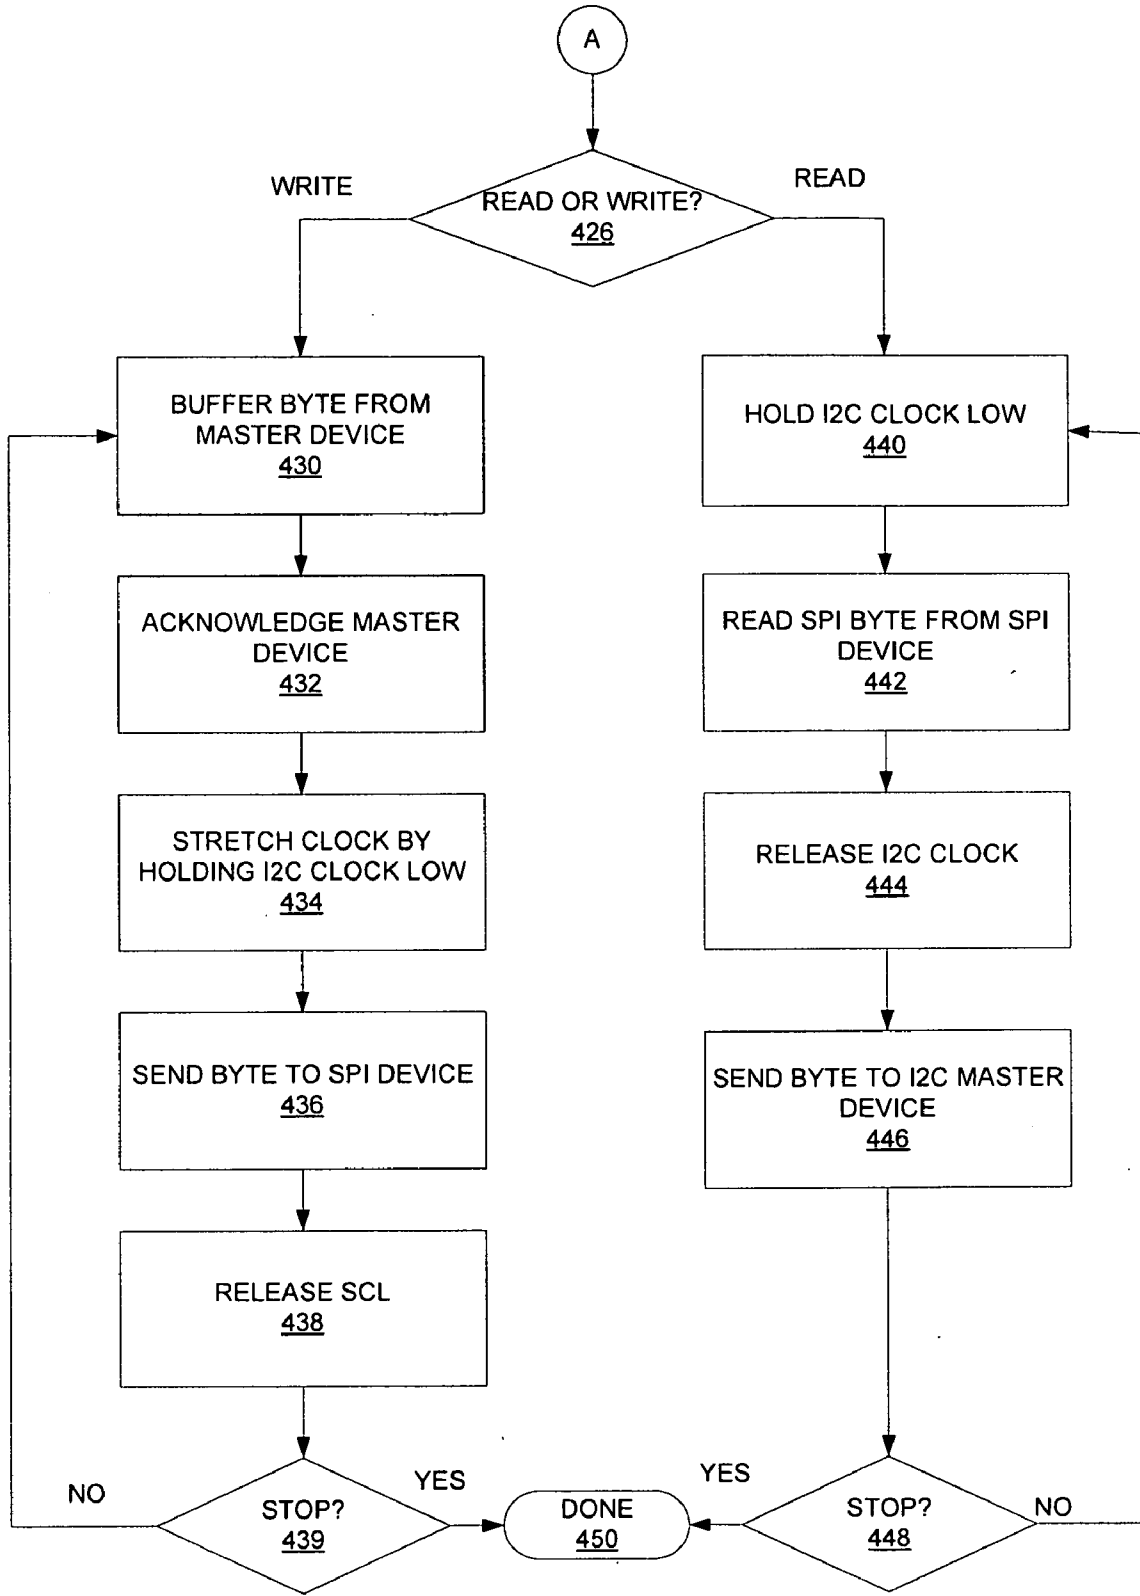 A
WRITE
READ
READ OR WRITE?
426
BUFFER BYTE FROM
MASTER DEVICE
430
HOLD I2C CLOCK LOW
440
ACKNOWLEDGE MASTER
DEVICE
432
READ SPI BYTE FROM SPI
DEVICE
442
STRETCH CLOCK BY
HOLDING I2C CLOCK LOW
434
RELEASE I2C CLOCK
444
SEND BYTE TO SPI DEVICE
436
SEND BYTE TO I2C MASTER
DEVICE
446
RELEASE SCL
438
NO
STOP?
439
YES
DONE
450
YES
STOP?
448
NO